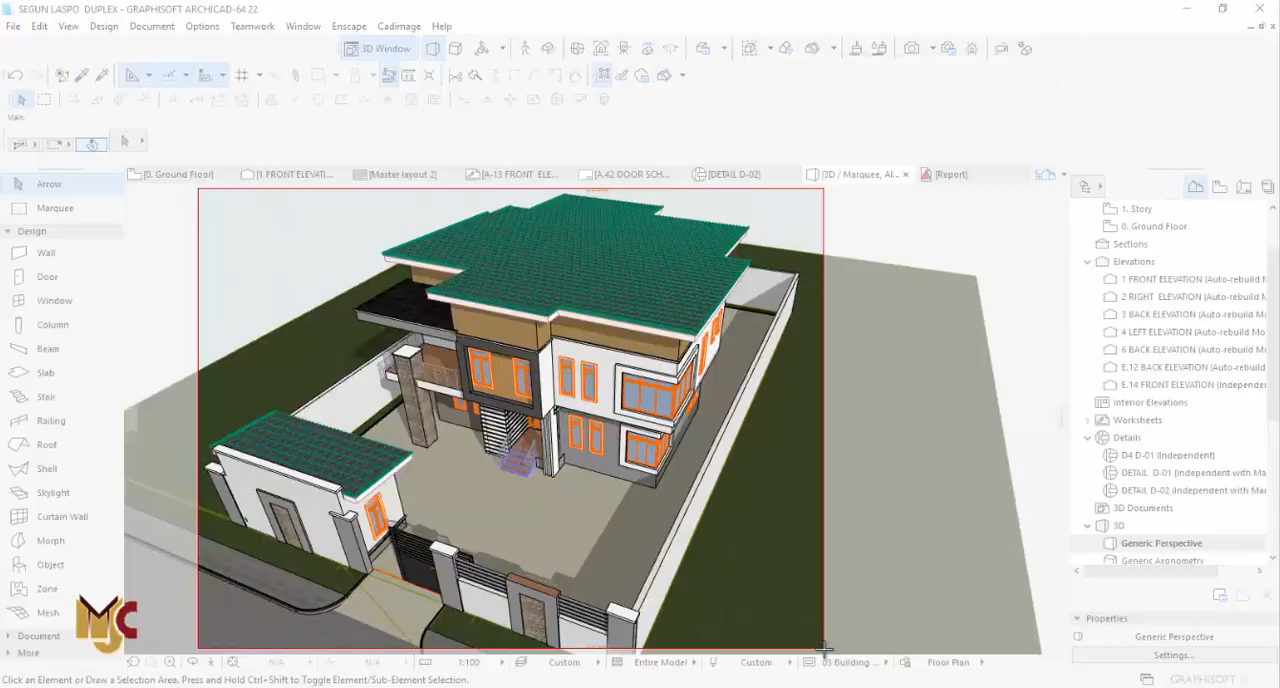 SEGUN LASPO DUPLEX - GRAPHISOFT ARCHICAD-64 22
File Edit View Design Document Options Teamwork Window Enscape Cadimage Help
3D Window
Main:
[0. Ground Floor] [1 FRONT ELEVATI... [Master layout 2] [A-13 FRONT ELE... [A.42 DOOR SCH... [DETAIL D-02] [3D / Marquee, Al... [Report]
Arrow
Marquee
Design
Wall
Door
Window
Column
Beam
Slab
Stair
Railing
Roof
Shell
Skylight
Curtain Wall
Morph
Object
Zone
Mesh
Document
More
MJC
1. Story
0. Ground Floor
Sections
Elevations
1 FRONT ELEVATION (Auto-rebuild M
2 RIGHT ELEVATION (Auto-rebuild M
3 BACK ELEVATION (Auto-rebuild Mo
4 LEFT ELEVATION (Auto-rebuild Mo
6 BACK ELEVATION (Auto-rebuild Mo
E.12 BACK ELEVATION (Auto-rebuild
E.14 FRONT ELEVATION (Independen
Interior Elevations
Worksheets
Details
D4 D-01 (Independent)
DETAIL D-01 (Independent with Ma
DETAIL D-02 (Independent with Ma
3D Documents
3D
Generic Perspective
Generic Axonometry
Properties
Generic Perspective
Settings...
N/A N/A 1:100 Custom Entire Model Custom 03 Building ... Floor Plan
Click an Element or Draw a Selection Area. Press and Hold Ctrl+Shift to Toggle Element/Sub-Element Selection.
GRAPHISOFT